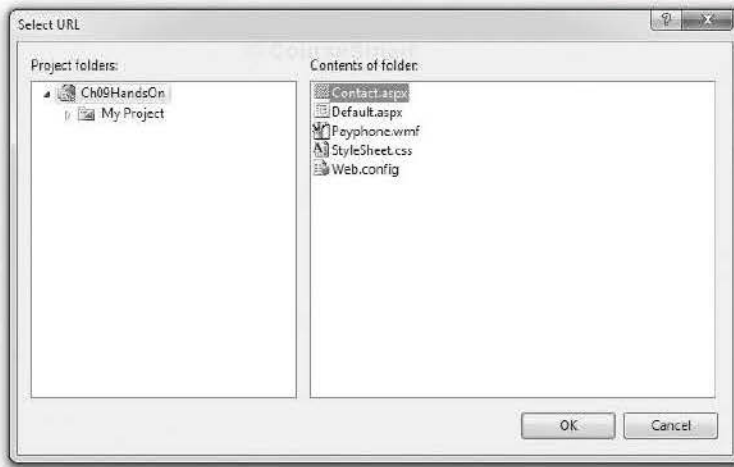 Select URL
Project folders:
Contents of folder:
Ch09HandsOn
My Project
Contact.aspx
Default.aspx
Payphone.wmf
StyleSheet.css
Web.config
OK
Cancel